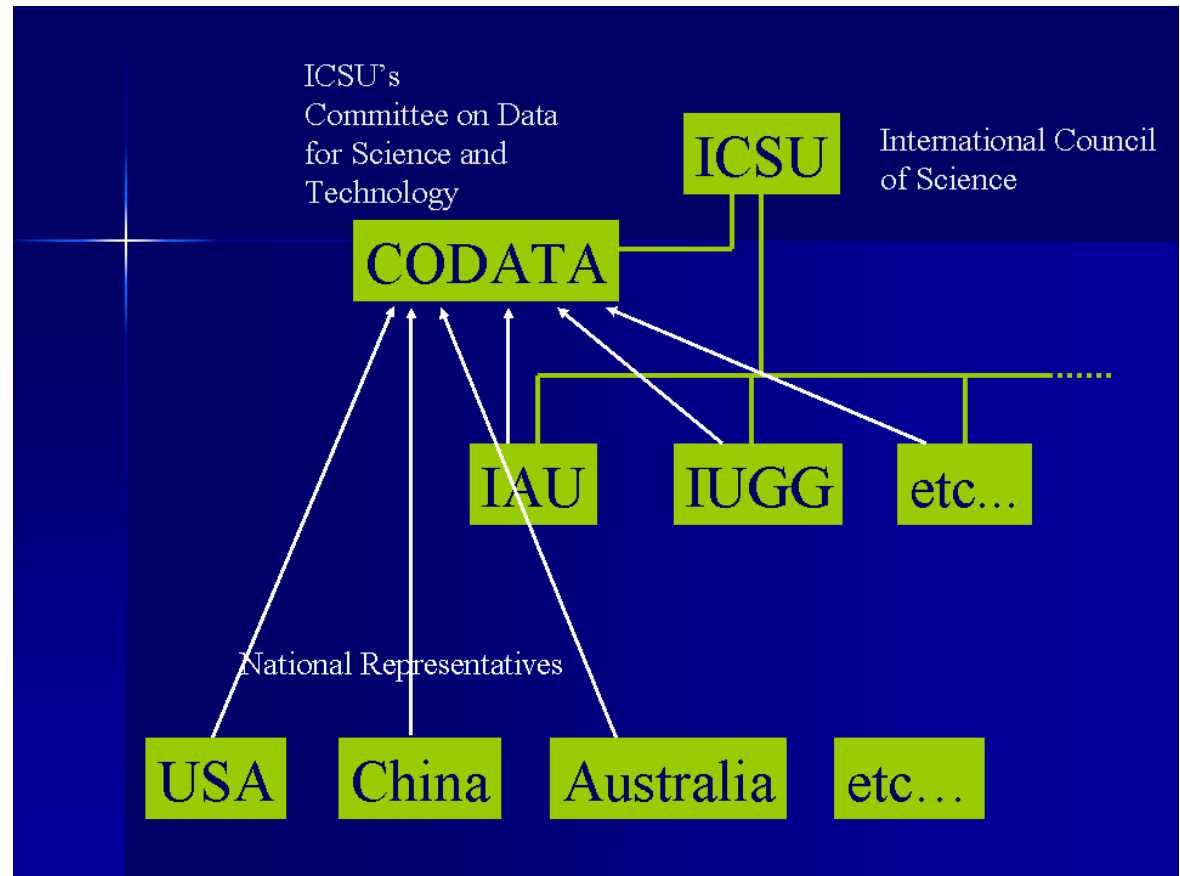 ICSU’s
Committee on Data
for Science and
Technology
ICSU
International Council
of Science
CODATA
IAU
IUGG
etc...
National Representatives
USA
China
Australia
etc…